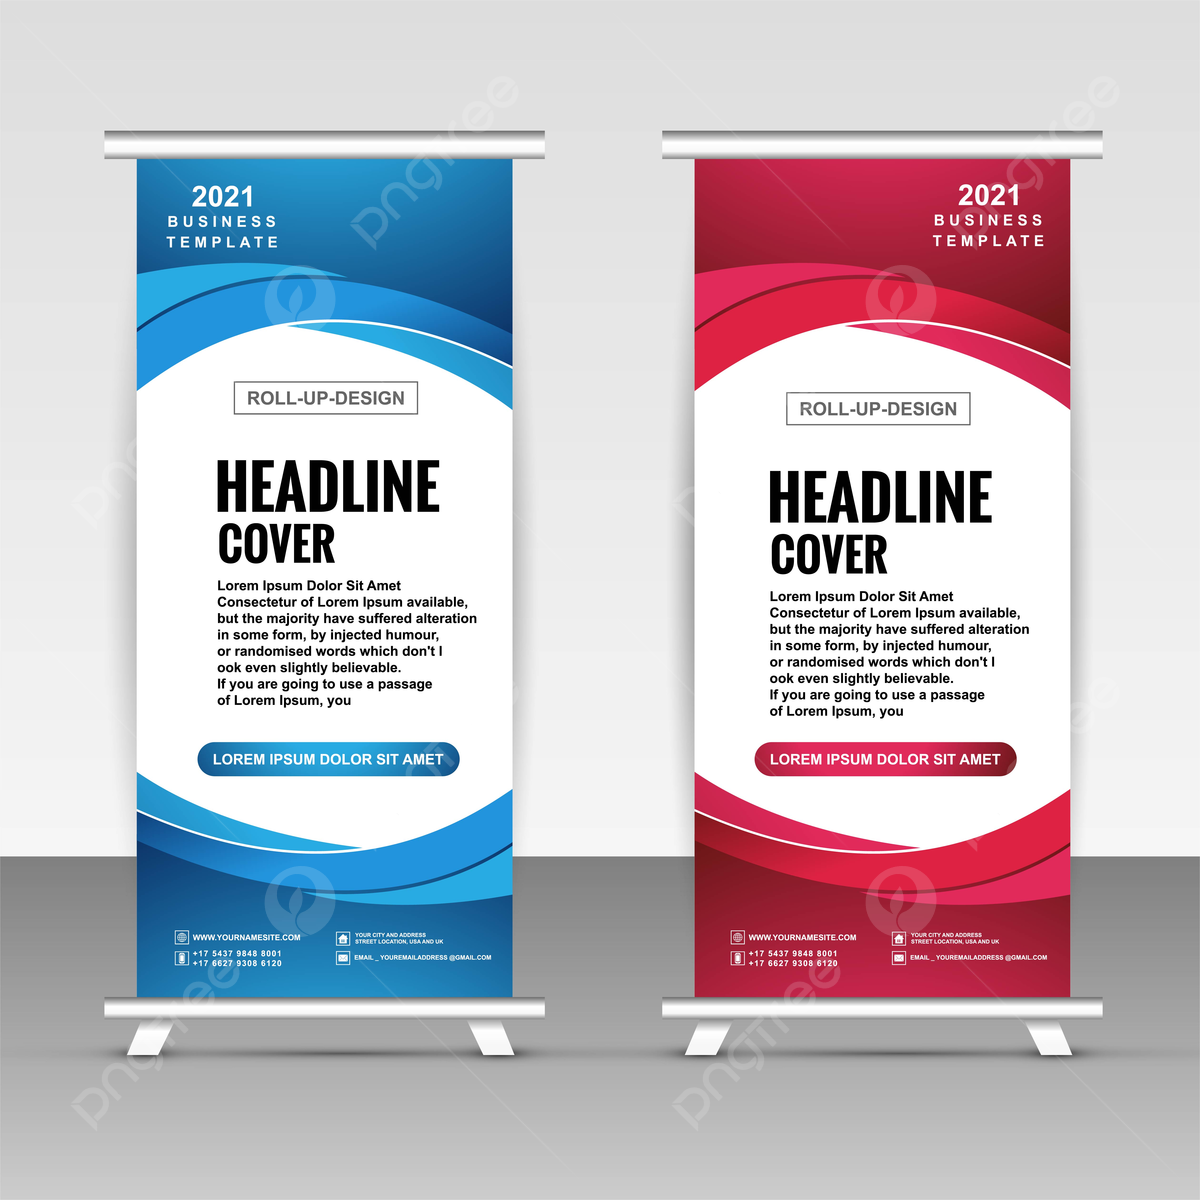 2021
BUSINESS
TEMPLATE
ROLL-UP-DESIGN
HEADLINE
COVER
Lorem Ipsum Dolor Sit Amet
Consectetur of Lorem Ipsum available,
but the majority have suffered alteration
in some form, by injected humour,
or randomised words which don't l
ook even slightly believable.
If you are going to use a passage
of Lorem Ipsum, you
LOREM IPSUM DOLOR SIT AMET
WWW.YOURNAMESITE.COM
+17 5437 9848 8001
+17 6627 9308 6120
YOUR CITY AND ADDRESS
STREET LOCATION, USA AND UK
EMAIL _ YOUREMAILADDRESS @GMAIL.COM
2021
BUSINESS
TEMPLATE
ROLL-UP-DESIGN
HEADLINE
COVER
Lorem Ipsum Dolor Sit Amet
Consectetur of Lorem Ipsum available,
but the majority have suffered alteration
in some form, by injected humour,
or randomised words which don't l
ook even slightly believable.
If you are going to use a passage
of Lorem Ipsum, you
LOREM IPSUM DOLOR SIT AMET
WWW.YOURNAMESITE.COM
+17 5437 9848 8001
+17 6627 9308 6120
YOUR CITY AND ADDRESS
STREET LOCATION, USA AND UK
EMAIL _ YOUREMAILADDRESS @GMAIL.COM
pngtree
pngtree
pngtree
pngtree